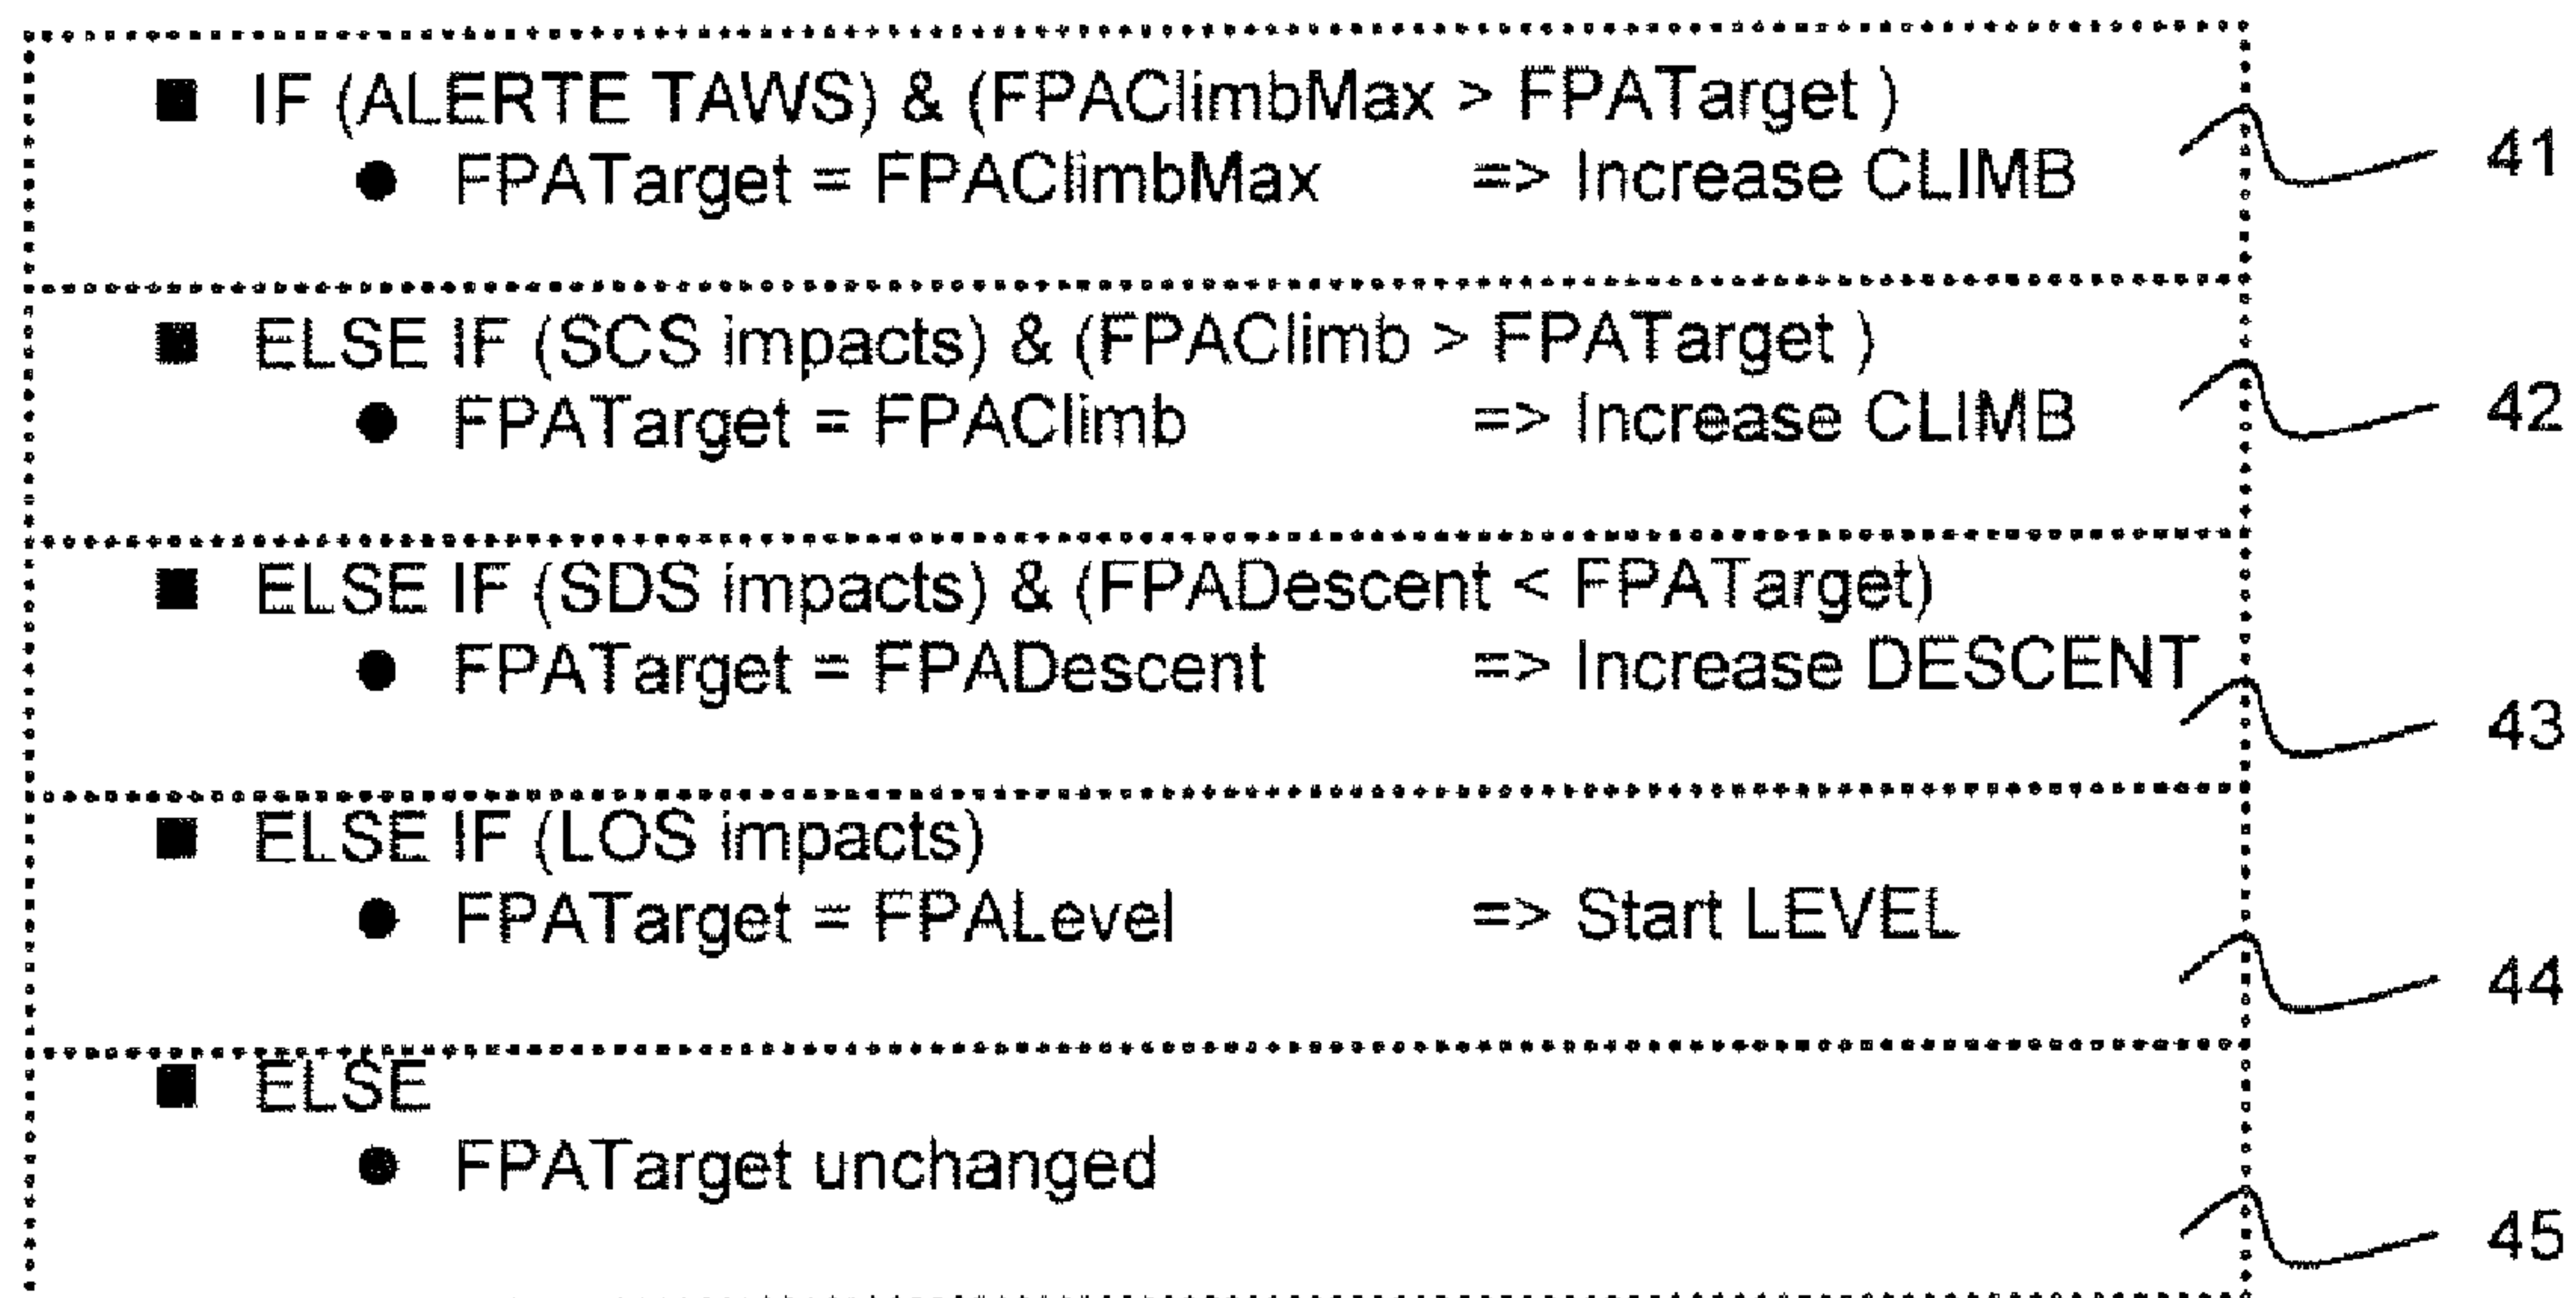 ■ IF (ALERTE TAWS) & (FPAClimbMax > FPATarget )
● FPATarget = FPAClimbMax => Increase CLIMB
41
■ ELSE IF (SCS impacts) & (FPAClimb > FPATarget )
● FPATarget = FPAClimb => Increase CLIMB
42
■ ELSE IF (SDS impacts) & (FPADescent < FPATarget)
● FPATarget = FPADescent => Increase DESCENT
43
■ ELSE IF (LOS impacts)
● FPATarget = FPALevel => Start LEVEL
44
■ ELSE
● FPATarget unchanged
45